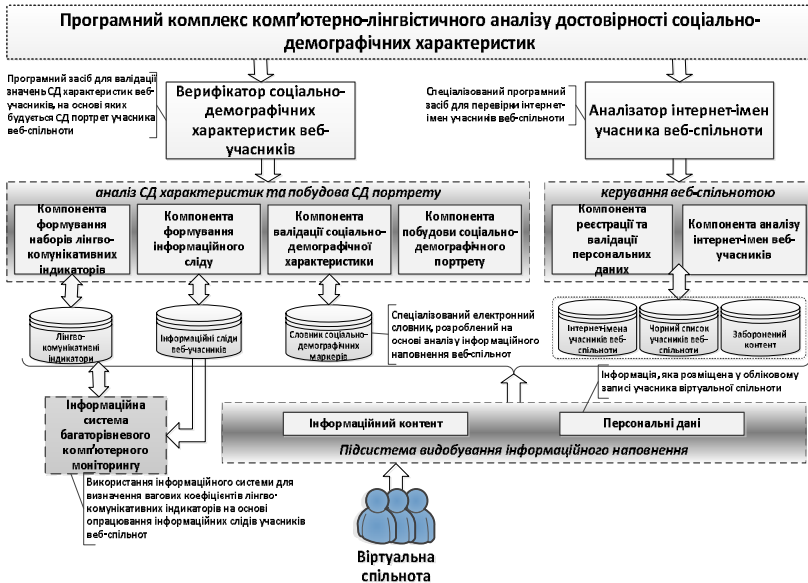 Програмний комплекс комп’ютерно-лінгвістичного аналізу достовірності соціально-
демографічних характеристик
Програмний засіб для валідації
значень СД характеристик веб-
учасників, на основі яких
будується СД портрет учасника
веб-спільноти
Верифікатор соціально-
демографічних
характеристик веб-
учасників
Спеціалізований програмний
засіб для перевірки інтернет-
імен учасників веб-спільноти
Аналізатор інтернет-імен
учасника веб-спільноти
аналіз СД характеристик та побудова СД портрету
Компонента
формування
наборів лінгво-
комунікативних
індикаторів
Компонента
формування
інформаційного
сліду
Компонента
валідації соціально-
демографічної
характеристики
Компонента
побудови соціально-
демографічного
портрету
керування веб-спільнотою
Компонента
реєстрації та
валідації
персональних
даних
Компонента аналізу
інтернет-імен веб-
учасників
Лінгво-
комунікативні
індикатори
Інформаційні сліди
веб-учасників
Словник соціально-
демографічних
маркерів
Спеціалізований електронний
словник, розроблений на
основі аналізу інформаційного
наповнення веб-спільнот
Інтернет-імена
учасників веб-
спільноти
Чорний список
учасників веб-
спільноти
Заборонений
контент
Інформація, яка розміщена у обліковому
записі учасника віртуальної спільноти
Інформаційна
система
багаторівневого
комп’ютерного
моніторингу
Інформаційний контент
Персональні дані
Підсистема видобування інформаційного наповнення
Використання інформаційної системи для
визначення вагових коефіцієнтів лінгво-
комунікативних індикаторів на основі
опрацювання інформаційних слідів учасників
веб-спільнот
Віртуальна
спільнота